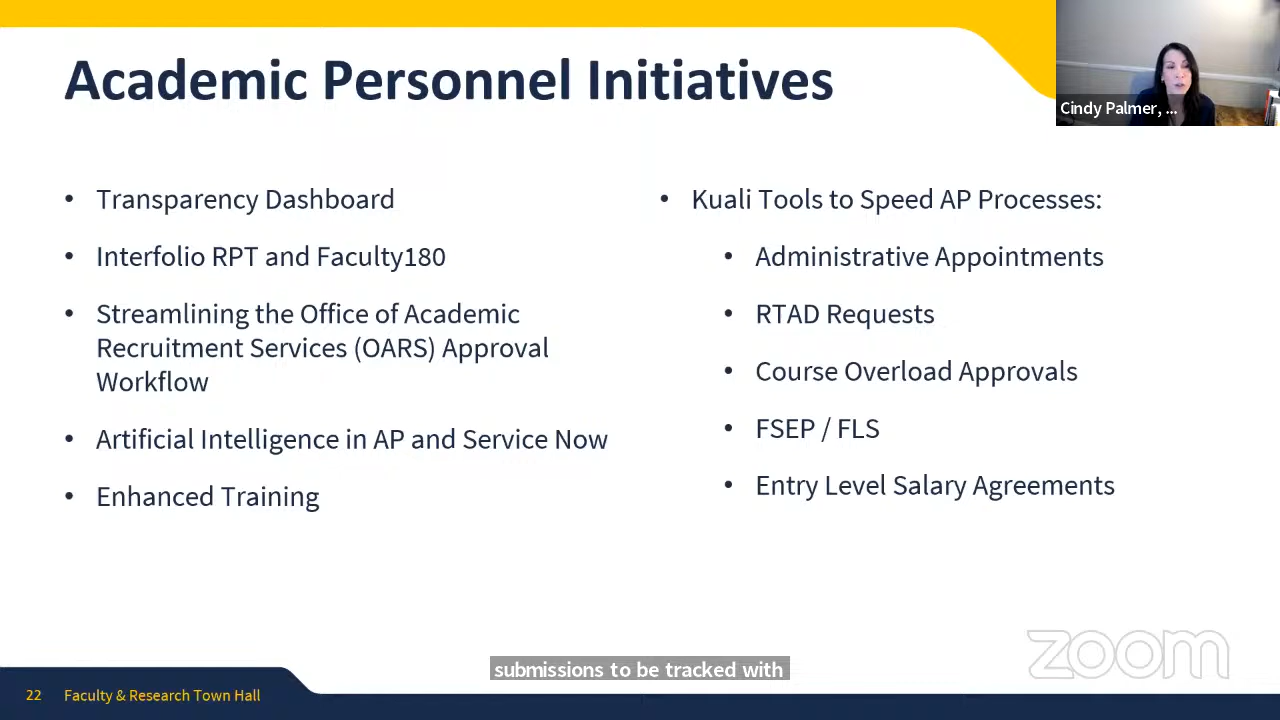 Academic Personnel Initiatives
Cindy Palmer, ...
• Transparency Dashboard
• Interfolio RPT and Faculty180
• Streamlining the Office of Academic
Recruitment Services (OARS) Approval
Workflow
• Artificial Intelligence in AP and Service Now
• Enhanced Training
• Kuali Tools to Speed AP Processes:
• Administrative Appointments
• RTAD Requests
• Course Overload Approvals
• FSEP / FLS
• Entry Level Salary Agreements
zoom
submissions to be tracked with
22 Faculty & Research Town Hall